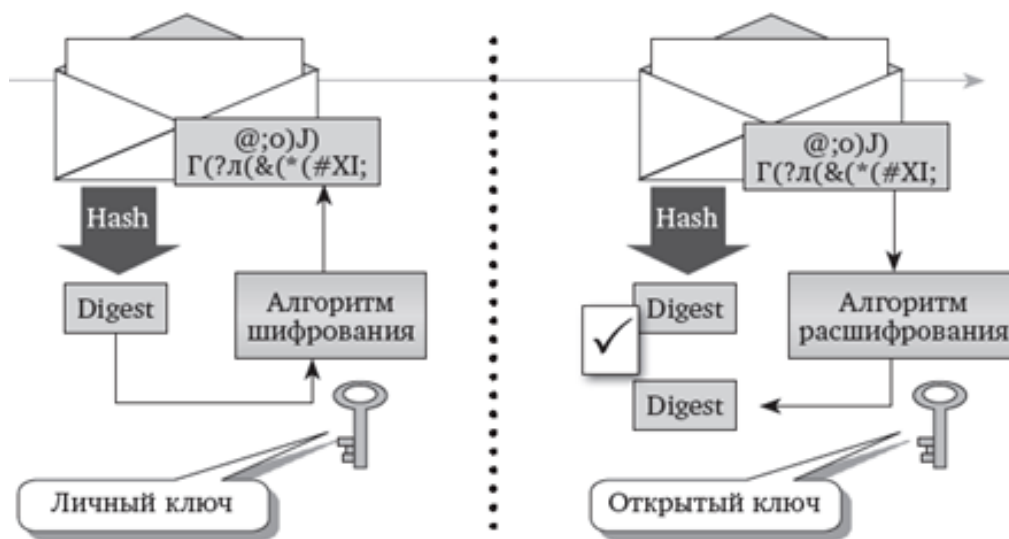 @;o)J)
Г(?л(&(*(#XI;
Hash
Digest
Алгоритм
шифрования
Личный ключ
@;o)J)
Г(?л(&(*(#XI;
Hash
Digest
Алгоритм
расшифрования
Digest
Открытый ключ